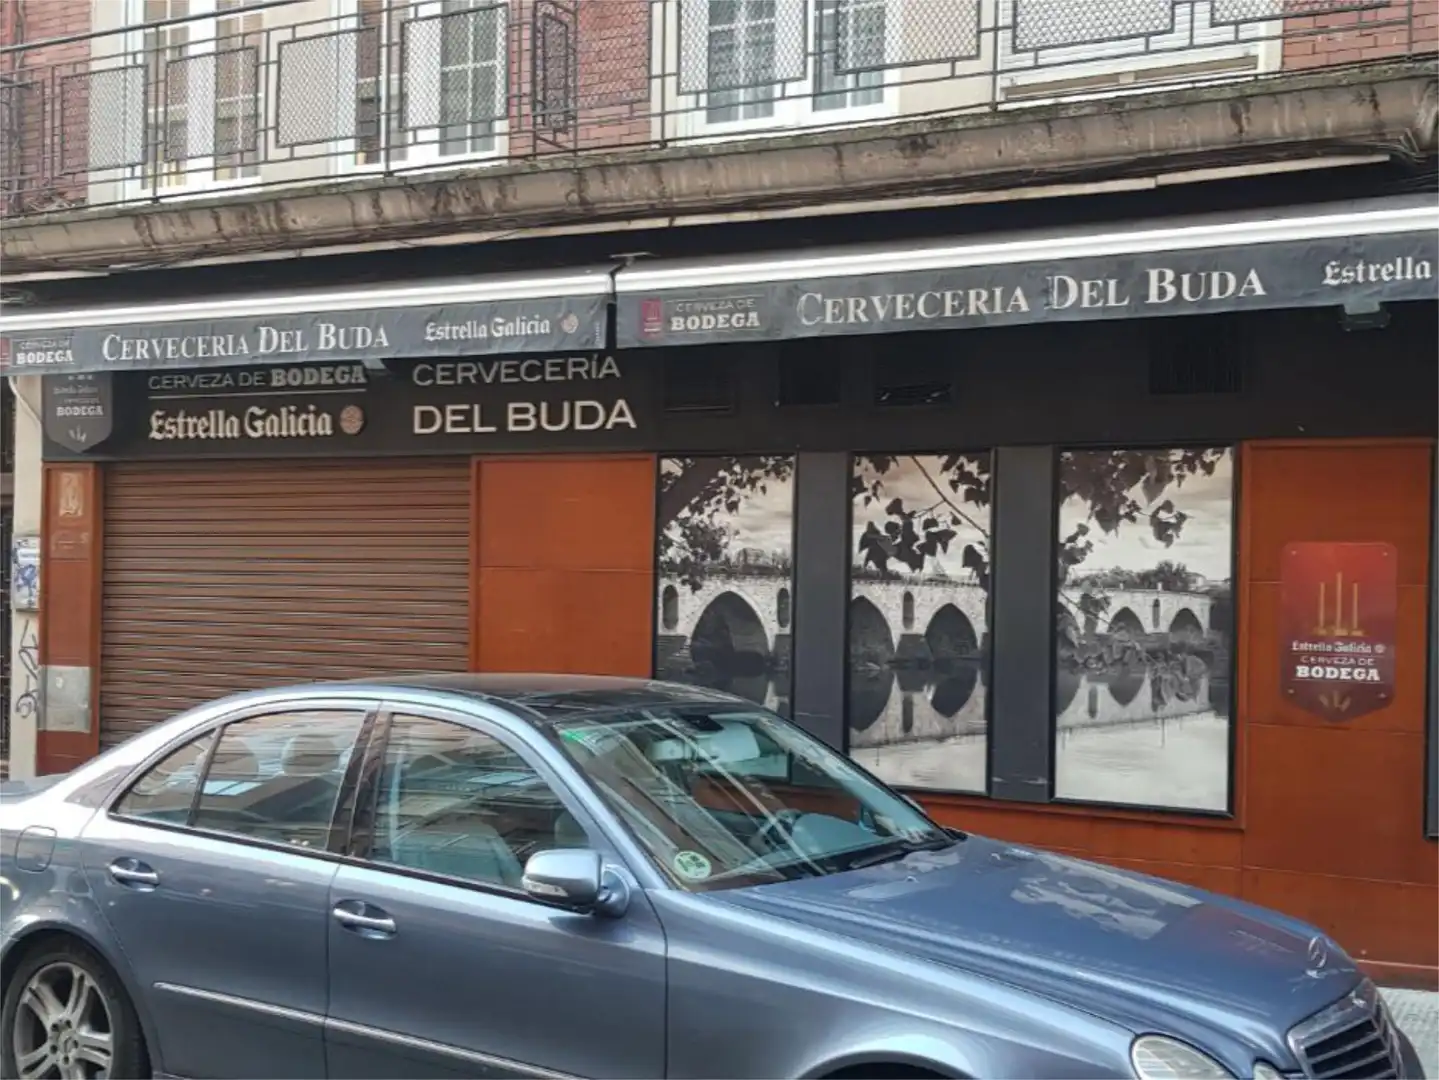 CERVEZA DE
BODEGA
CERVECERIA DEL BUDA
Estrella Galicia
CERVEZA DE
BODEGA
CERVECERIA DEL BUDA
Estrella
BODEGA
CERVEZA DE BODEGA
Estrella Galicia
CERVECERÍA
DEL BUDA
Estrella Galicia
CERVEZA DE
BODEGA